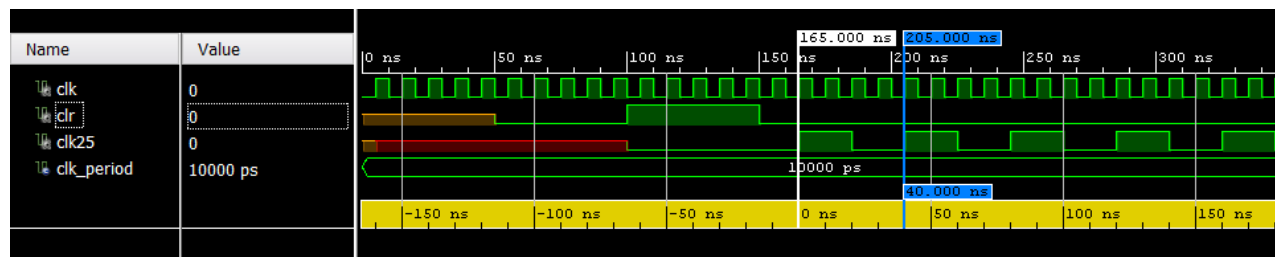 Name Value
165.000 ns 205.000 ns
0 ns 50 ns 100 ns 150 ns 200 ns 250 ns 300 ns
clk 0
clr 0
clk25 0
clk_period 10000 ps 10000 ps
40.000 ns
-150 ns -100 ns -50 ns 0 ns 50 ns 100 ns 150 ns